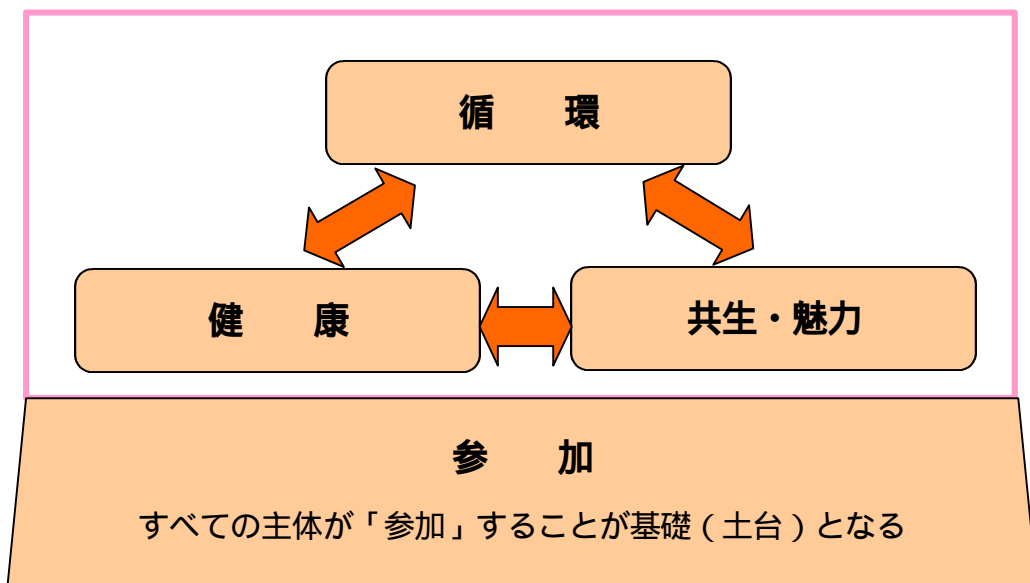 循　環
健　康
共生・魅力
参　加
すべての主体が「参加」することが基礎（土台）となる